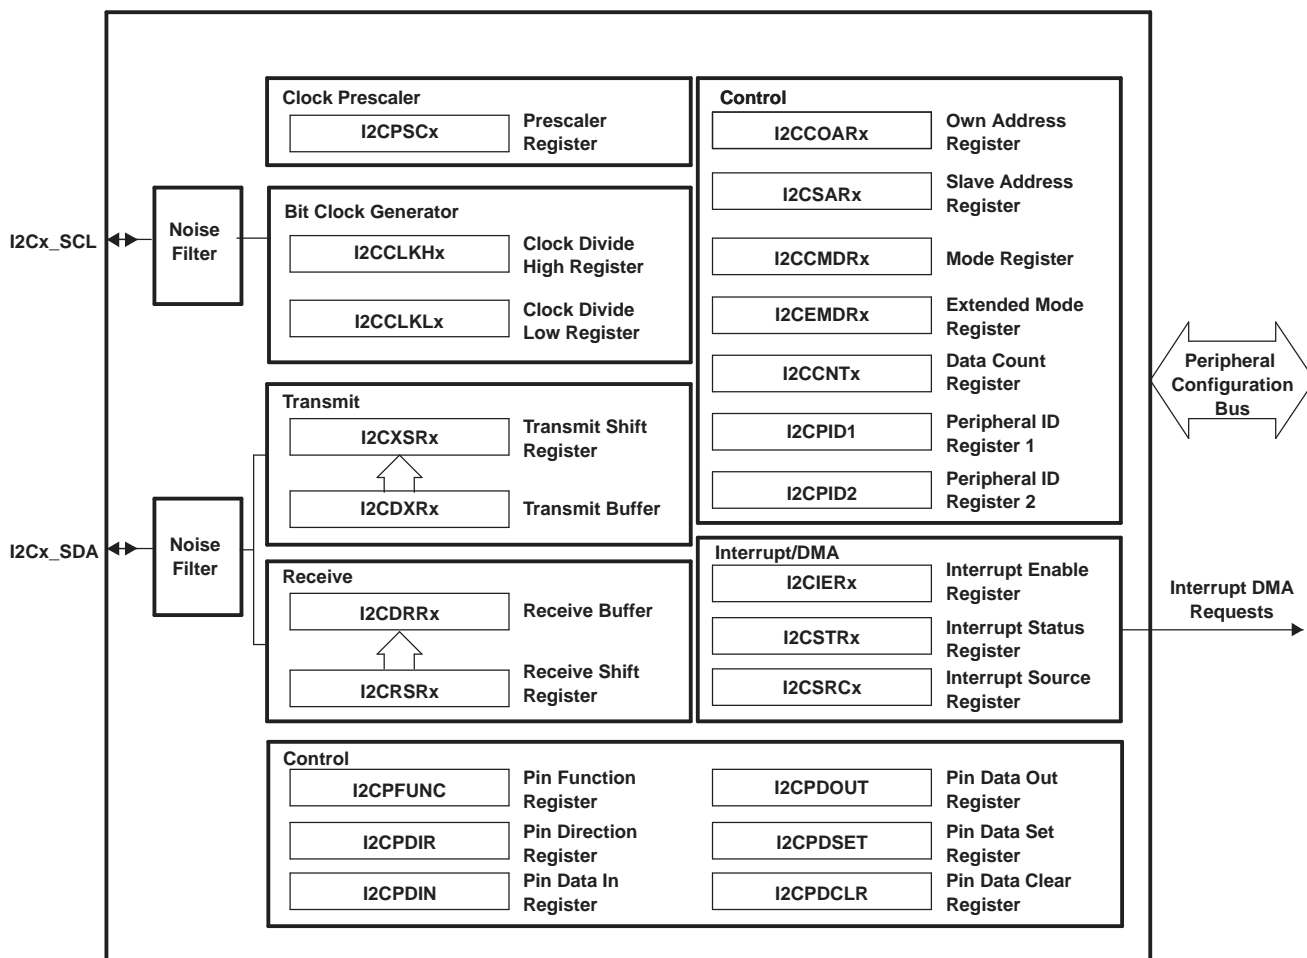 Clock Prescaler
I2CPSCx
Prescaler
Register
I2Cx_SCL
Noise
Filter
Bit Clock Generator
I2CCLKHx
Clock Divide
High Register
I2CCLKLx
Clock Divide
Low Register
Transmit
I2CXSRx
Transmit Shift
Register
I2CDXRx
Transmit Buffer
I2Cx_SDA
Noise
Filter
Receive
I2CDRRx
Receive Buffer
I2CRSRx
Receive Shift
Register
Control
I2CCOARx
Own Address
Register
I2CSARx
Slave Address
Register
I2CCMDRx
Mode Register
I2CEMDRx
Extended Mode
Register
I2CCNTx
Data Count
Register
I2CPID1
Peripheral ID
Register 1
I2CPID2
Peripheral ID
Register 2
Peripheral
Configuration
Bus
Interrupt/DMA
I2CIERx
Interrupt Enable
Register
I2CSTRx
Interrupt Status
Register
I2CSRCx
Interrupt Source
Register
Interrupt DMA
Requests
Control
I2CPFUNC
Pin Function
Register
I2CPDIR
Pin Direction
Register
I2CPDIN
Pin Data In
Register
I2CPDOUT
Pin Data Out
Register
I2CPDSET
Pin Data Set
Register
I2CPDCLR
Pin Data Clear
Register